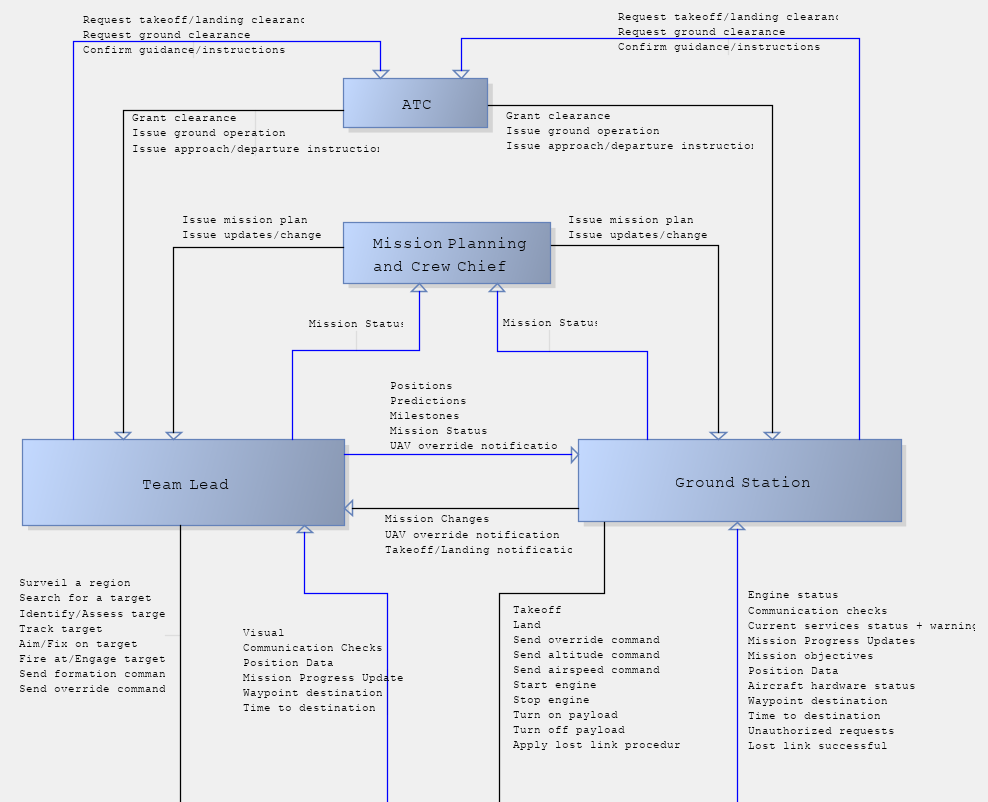 Request takeoff/landing clearanc
Request ground clearance
Confirm guidance/instructions
Request takeoff/landing clearanc
Request ground clearance
Confirm guidance/instructions
ATC
Grant clearance
Issue ground operation
Issue approach/departure instruction
Grant clearance
Issue ground operation
Issue approach/departure instruction
Issue mission plan
Issue updates/change
Issue mission plan
Issue updates/change
Mission Planning
and Crew Chief
Mission Status
Mission Status
Positions
Predictions
Milestones
Mission Status
UAV override notificatio
Team Lead
Ground Station
Mission Changes
UAV override notification
Takeoff/Landing notificatio
Surveil a region
Search for a target
Identify/Assess targe
Track target
Aim/Fix on target
Fire at/Engage target
Send formation comman
Send override command
Visual
Communication Checks
Position Data
Mission Progress Update
Waypoint destination
Time to destination
Takeoff
Land
Send override command
Send altitude command
Send airspeed command
Start engine
Stop engine
Turn on payload
Turn off payload
Apply lost link procedur
Engine status
Communication checks
Current services status + warning
Mission Progress Updates
Mission objectives
Position Data
Aircraft hardware status
Waypoint destination
Time to destination
Unauthorized requests
Lost link successful